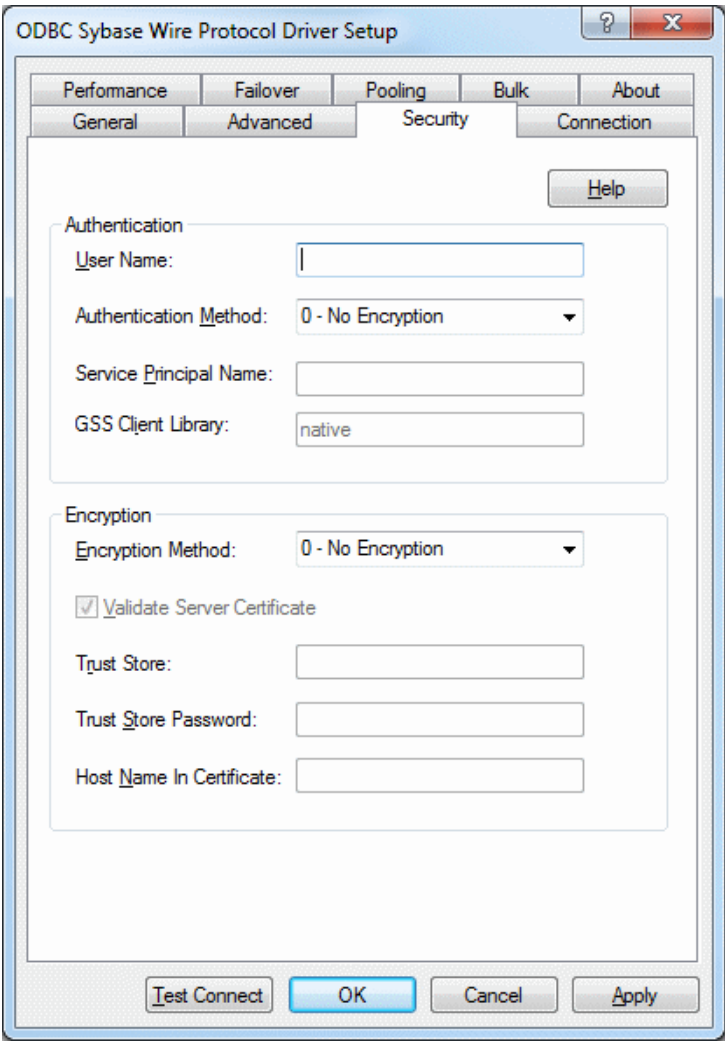 ODBC Sybase Wire Protocol Driver Setup
?
Performance Failover Pooling Bulk About
General Advanced Security Connection
Help
Authentication
User Name:
Authentication Method: 0 - No Encryption
Service Principal Name:
GSS Client Library: native
Encryption
Encryption Method: 0 - No Encryption
Validate Server Certificate
Trust Store:
Trust Store Password:
Host Name In Certificate:
Test Connect OK Cancel Apply